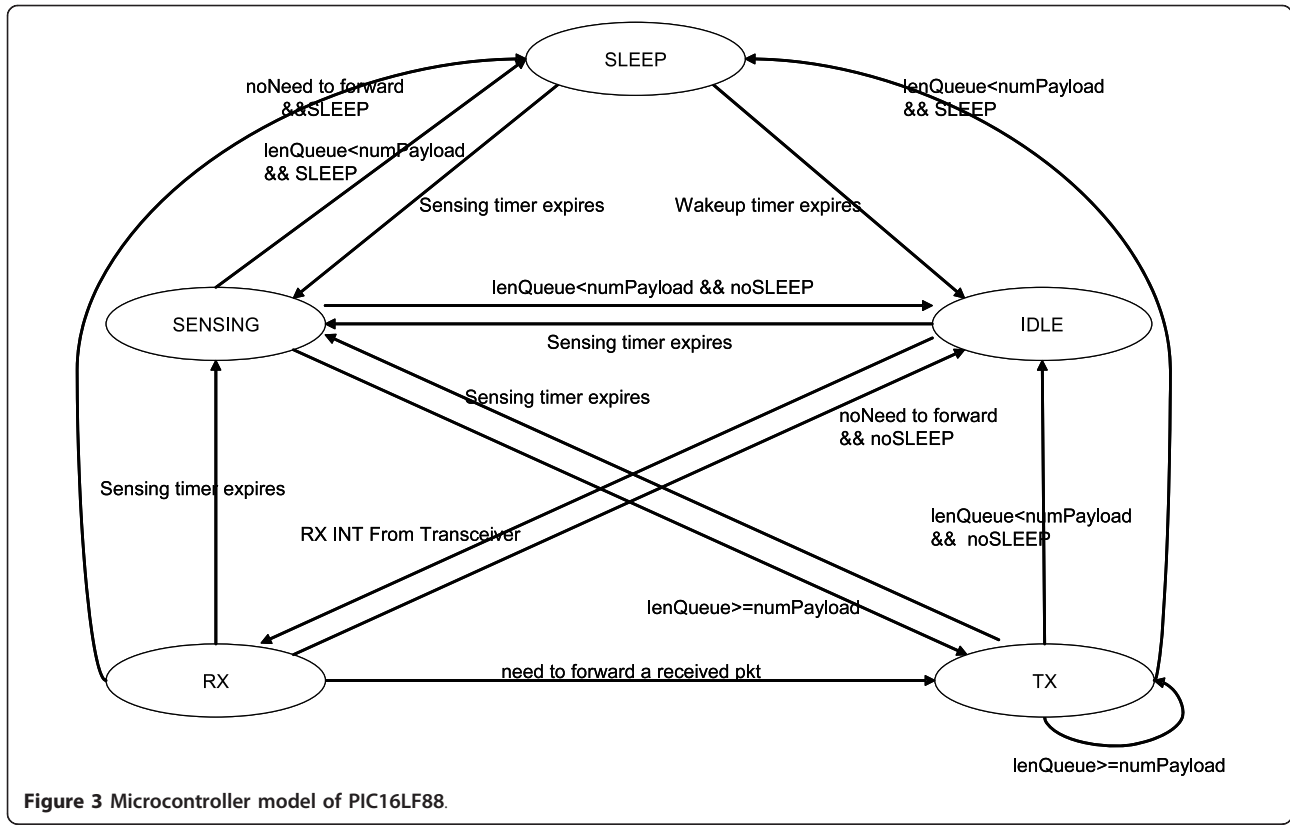 SLEEP
noNeed to forward
&&SLEEP
lenQueue<numPayload
&& SLEEP
lenQueue<numPayload
&& SLEEP
Sensing timer expires
Wakeup timer expires
lenQueue<numPayload && noSLEEP
SENSING
IDLE
Sensing timer expires
Sensing timer expires
noNeed to forward
&& noSLEEP
Sensing timer expires
RX INT From Transceiver
lenQueue<numPayload
&& noSLEEP
lenQueue>=numPayload
need to forward a received pkt
RX
TX
lenQueue>=numPayload
Figure 3 Microcontroller model of PIC16LF88.